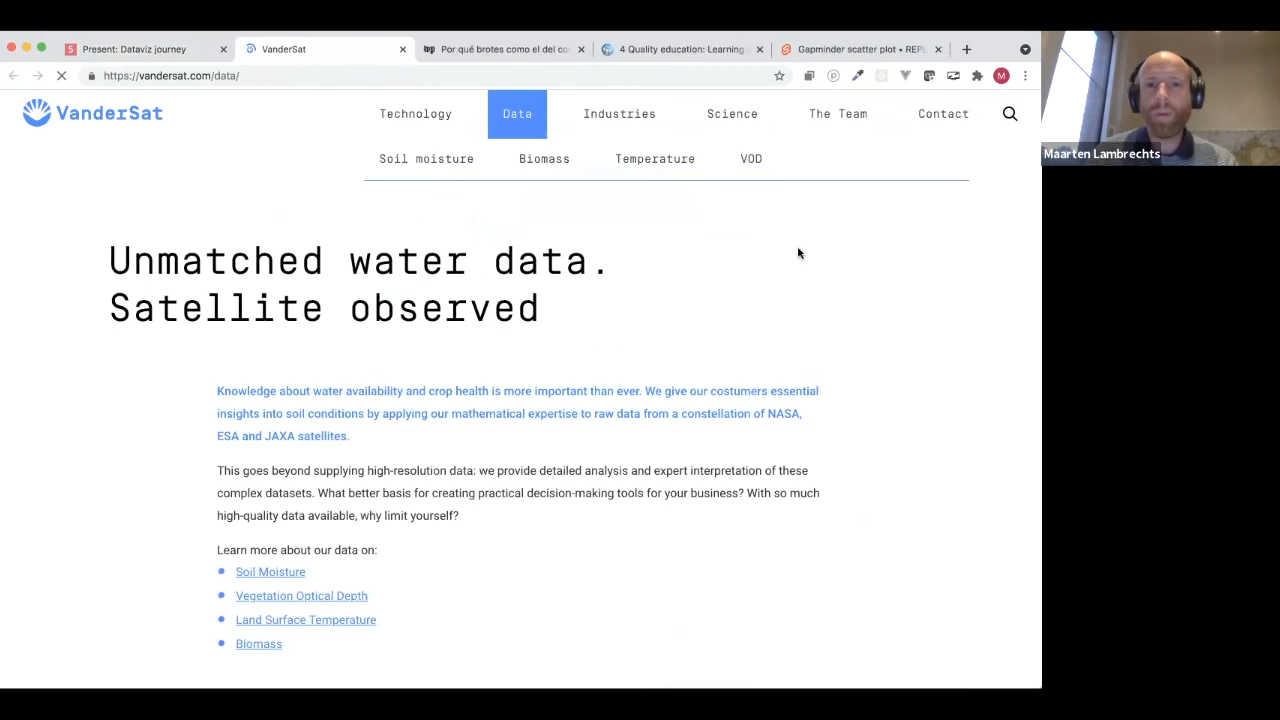 Present: Dataviz journey
VanderSat
Por qué brotes como el del co
4 Quality education: Learning
Gapminder scatter plot • REPL
https://vandersat.com/data/
M
VanderSat
Technology
Data
Industries
Science
The Team
Contact
Soil moisture
Biomass
Temperature
VOD
Unmatched water data.
Satellite observed
Knowledge about water availability and crop health is more important than ever. We give our costumers essential
insights into soil conditions by applying our mathematical expertise to raw data from a constellation of NASA,
ESA and JAXA satellites.
This goes beyond supplying high-resolution data: we provide detailed analysis and expert interpretation of these
complex datasets. What better basis for creating practical decision-making tools for your business? With so much
high-quality data available, why limit yourself?
Learn more about our data on:
Soil Moisture
Vegetation Optical Depth
Land Surface Temperature
Biomass
Maarten Lambrechts